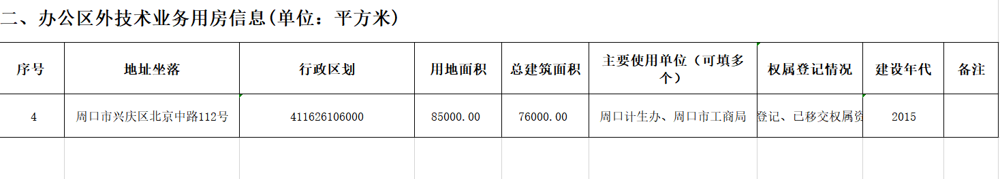 二、办公区外技术业务用房信息(单位：平方米)
序号 地址坐落 行政区划 用地面积 总建筑面积 主要使用单位（可填多个） 权属登记情况 建设年代 备注
4 周口市兴庆区北京中路112号 411626106000 85000.00 76000.00 周口计生办、周口市工商局 登记、已移交权属资 2015